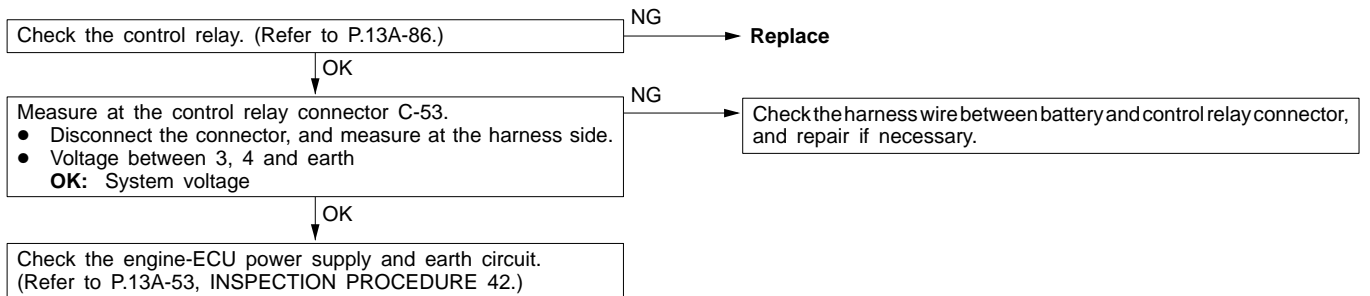 Check the control relay. (Refer to P.13A-86.)
NG
Replace
OK
Measure at the control relay connector C-53.
● Disconnect the connector, and measure at the harness side.
● Voltage between 3, 4 and earth
OK: System voltage
NG
Check the harness wire between battery and control relay connector,
and repair if necessary.
OK
Check the engine-ECU power supply and earth circuit.
(Refer to P.13A-53, INSPECTION PROCEDURE 42.)